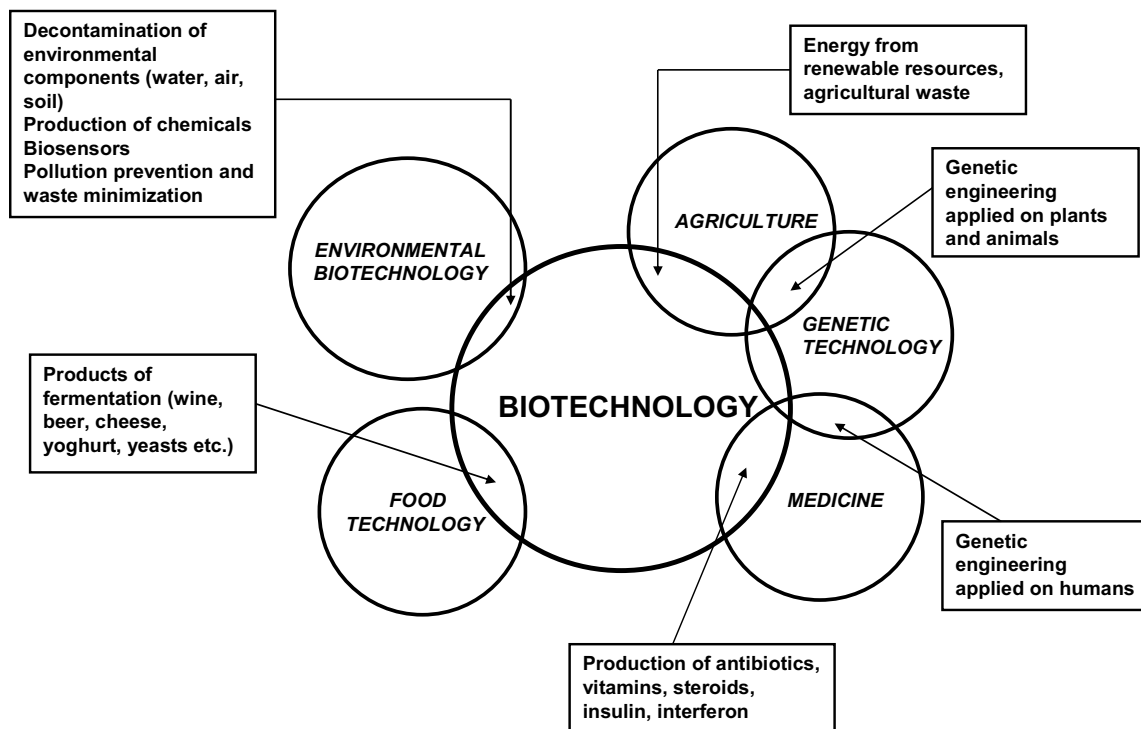 Decontamination of
environmental
components (water, air,
soil)
Production of chemicals
Biosensors
Pollution prevention and
waste minimization
Energy from
renewable resources,
agricultural waste
Genetic
engineering
applied on plants
and animals
AGRICULTURE
ENVIRONMENTAL
BIOTECHNOLOGY
GENETIC
TECHNOLOGY
Products of
fermentation (wine,
beer, cheese,
yoghurt, yeasts etc.)
BIOTECHNOLOGY
FOOD
TECHNOLOGY
MEDICINE
Genetic
engineering
applied on humans
Production of antibiotics,
vitamins, steroids,
insulin, interferon